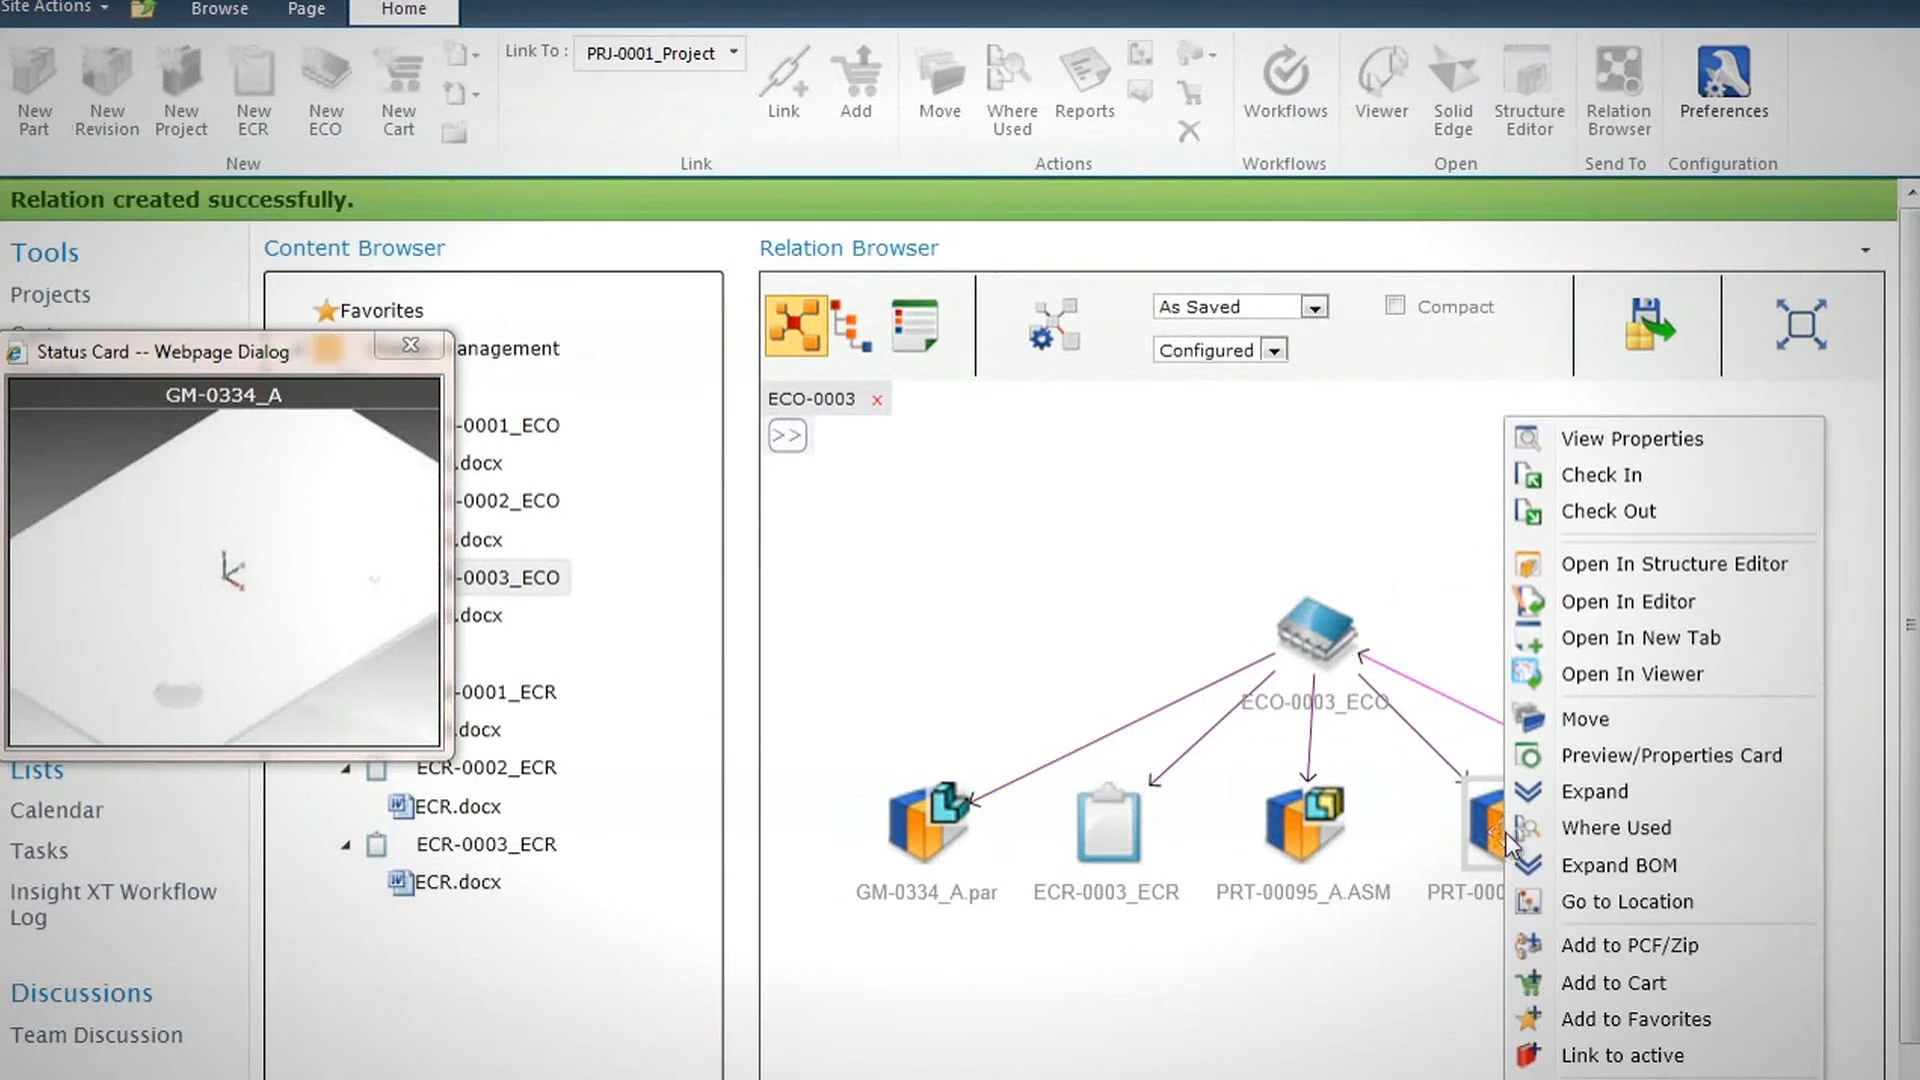 Site Actions
Browse
Page
Home
New Part
New Revision
New Project
New ECR
New ECO
New Cart
New
Link To :
PRJ-0001_Project
Link
Add
Link
Move
Where Used
Reports
Actions
Workflows
Workflows
Viewer
Solid Edge
Structure Editor
Open
Relation Browser
Send To
Preferences
Configuration
Relation created successfully.
Tools
Projects
Content Browser
Favorites
anagement
-0001_ECO
.docx
-0002_ECO
.docx
-0003_ECO
.docx
-0001_ECR
.docx
ECR-0002_ECR
ECR.docx
ECR-0003_ECR
ECR.docx
Status Card -- Webpage Dialog
GM-0334_A
Lists
Calendar
Tasks
Insight XT Workflow
Log
Discussions
Team Discussion
Relation Browser
As Saved
Configured
Compact
ECO-0003 x
>>
ECO-0003_ECO
GM-0334_A.par
ECR-0003_ECR
PRT-00095_A.ASM
PRT-000
View Properties
Check In
Check Out
Open In Structure Editor
Open In Editor
Open In New Tab
Open In Viewer
Move
Preview/Properties Card
Expand
Where Used
Expand BOM
Go to Location
Add to PCF/Zip
Add to Cart
Add to Favorites
Link to active